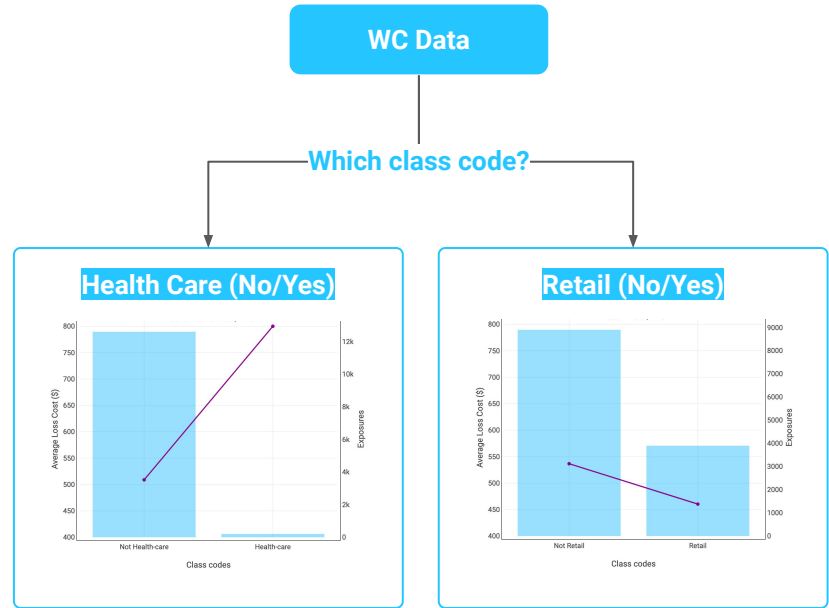 WC Data
Which class code?
Health Care (No/Yes)
800
750
700
650
600
550
500
450
400
Average Loss Cost ($)
12k
10k
8k
6k
4k
2k
0
Exposures
Not Health-care
Health-care
Class codes
Retail (No/Yes)
800
750
700
650
600
550
500
450
400
Average Loss Cost ($)
9000
8000
7000
6000
5000
4000
3000
2000
1000
0
Exposures
Not Retail
Retail
Class codes